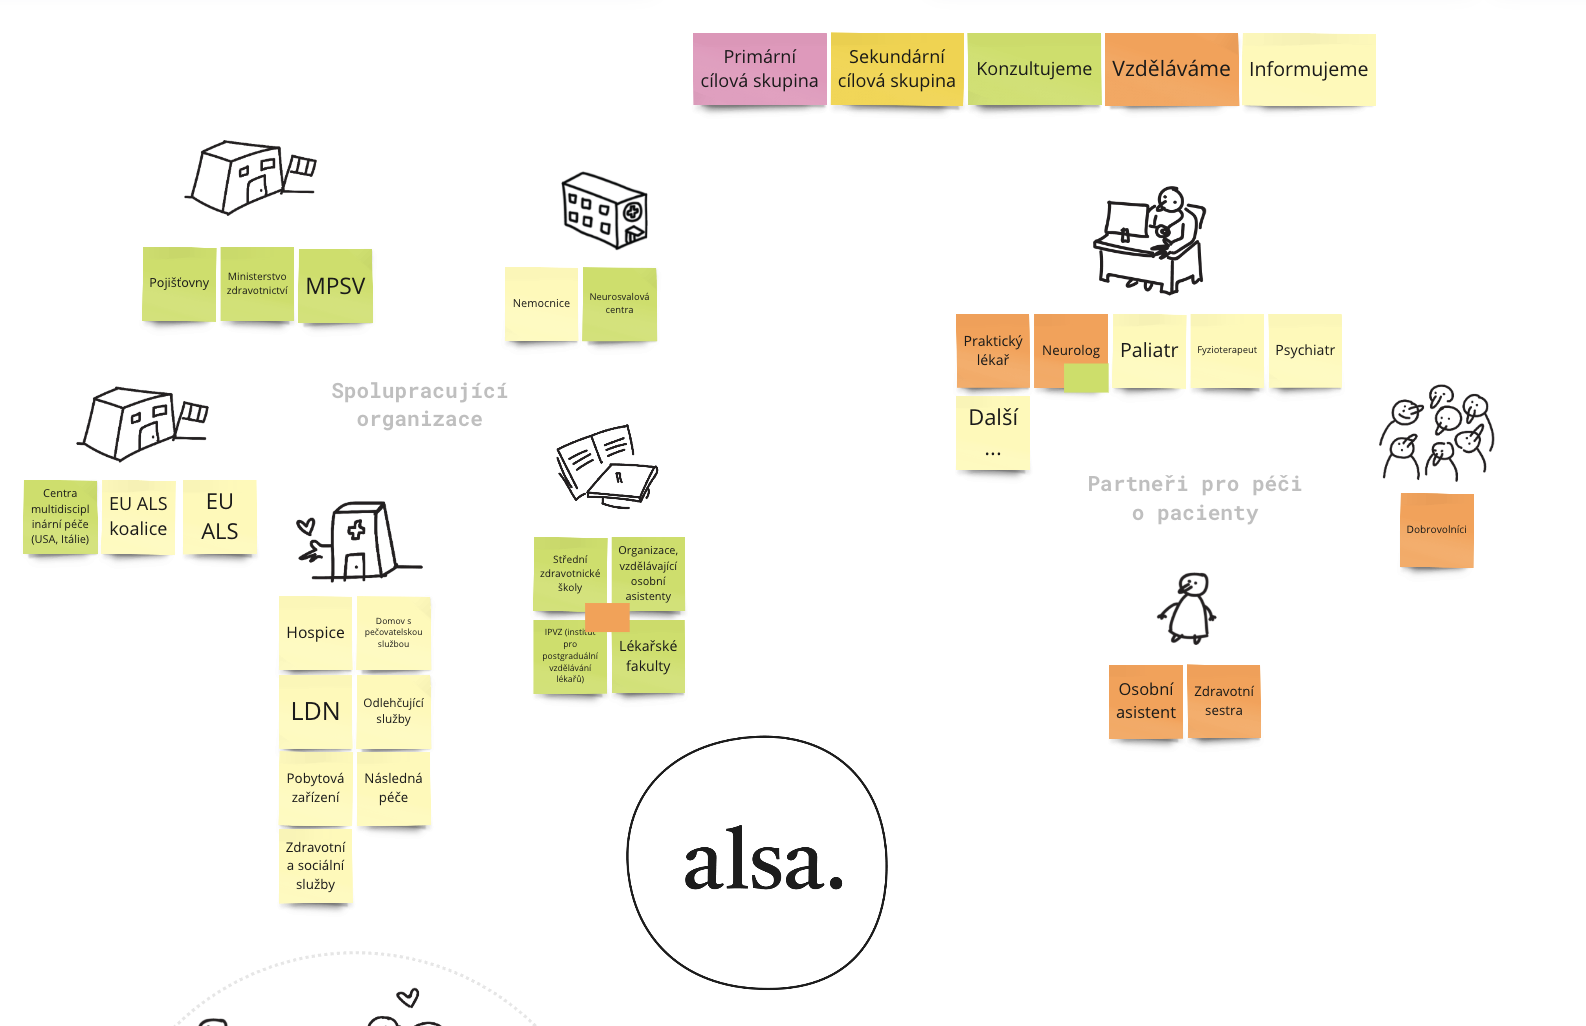 Primární
cílová skupina
Sekundární
cílová skupina
Konzultujeme
Vzděláváme
Informujeme
Pojišťovny
Ministerstvo
zdravotnictví
MPSV
Nemocnice
Neurosvalová
centra
Praktický
lékař
Neurolog
Paliatr
Fyzioterapeut
Psychiatr
Další
...
Spolupracující
organizace
Partneři pro péči
o pacienty
Dobrovolníci
Centra
multidiscipl
inární péče
(USA, Itálie)
EU ALS
koalice
EU
ALS
Střední
zdravotnické
školy
Organizace,
vzdělávající
osobní
asistenty
IPVZ (institut
pro
postgraduální
vzdělávání
lékařů)
Lékařské
fakulty
Hospice
Domov s
pečovatelskou
službou
LDN
Odlehčující
služby
Pobytová
zařízení
Následná
péče
Zdravotní
a sociální
služby
Osobní
asistent
Zdravotní
sestra
alsa.